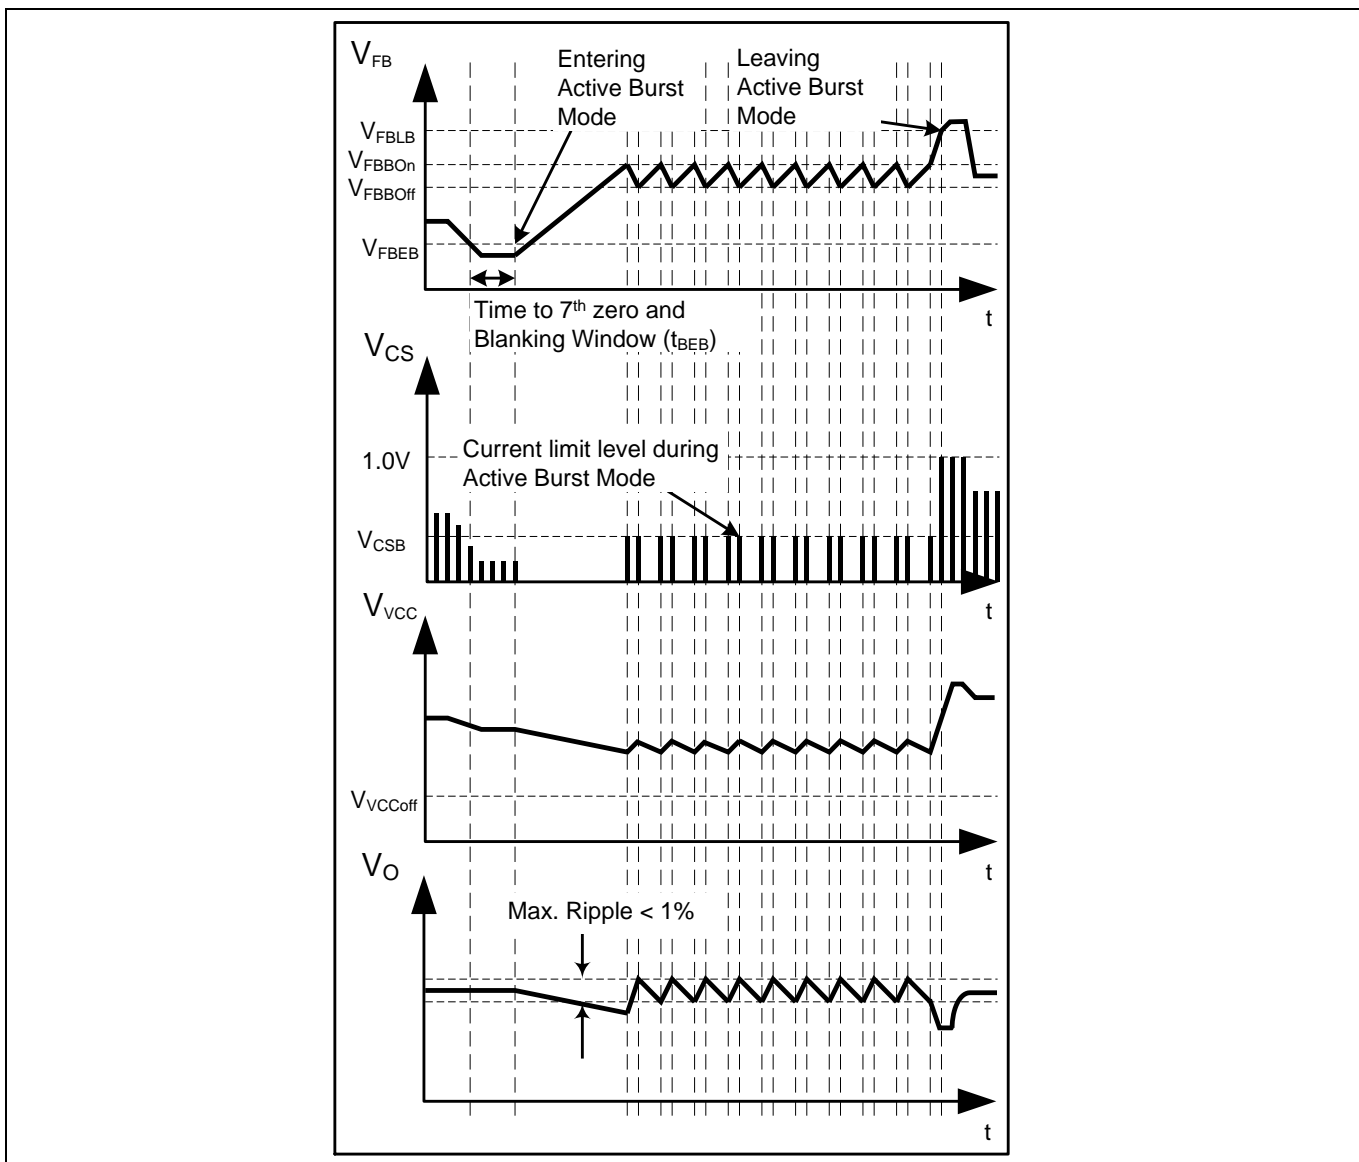 V_FB
Entering
Active Burst
Mode
Leaving
Active Burst
Mode
V_FBLB
V_FBBOn
V_FBBOff
V_FBEB
t
Time to 7th zero and
Blanking Window (t_BEB)
V_CS
1.0V
Current limit level during
Active Burst Mode
V_CSB
t
V_VCC
V_VCCoff
t
V_O
Max. Ripple < 1%
t